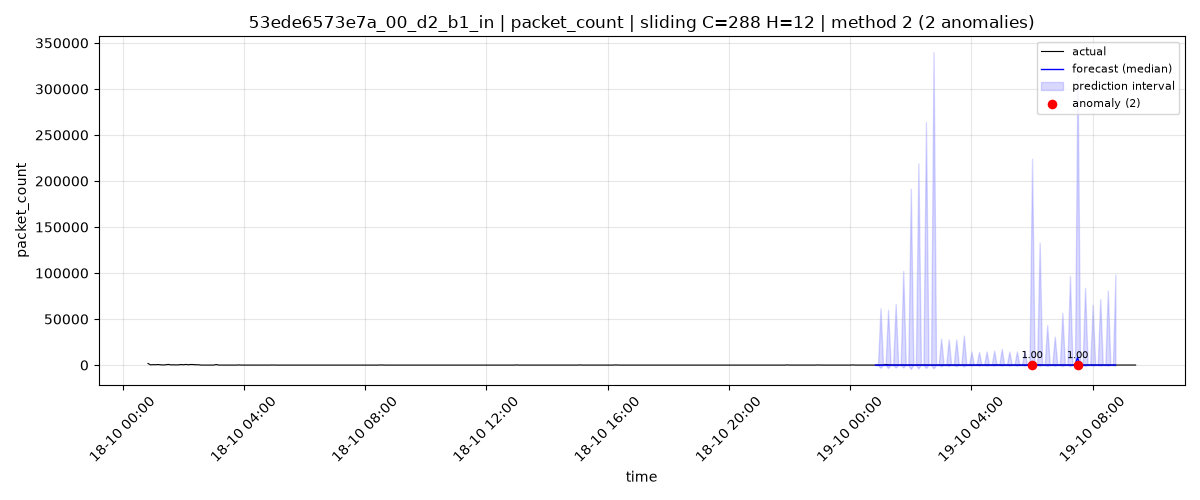 53ede6573e7a_00_d2_b1_in | packet_count | sliding C=288 H=12 | method 2 (2 anomalies)
packet_count
350000
300000
250000
200000
150000
100000
50000
0
actual
forecast (median)
prediction interval
anomaly (2)
1.00
1.00
18-10 00:00
18-10 04:00
18-10 08:00
18-10 12:00
18-10 16:00
18-10 20:00
19-10 00:00
19-10 04:00
19-10 08:00
time